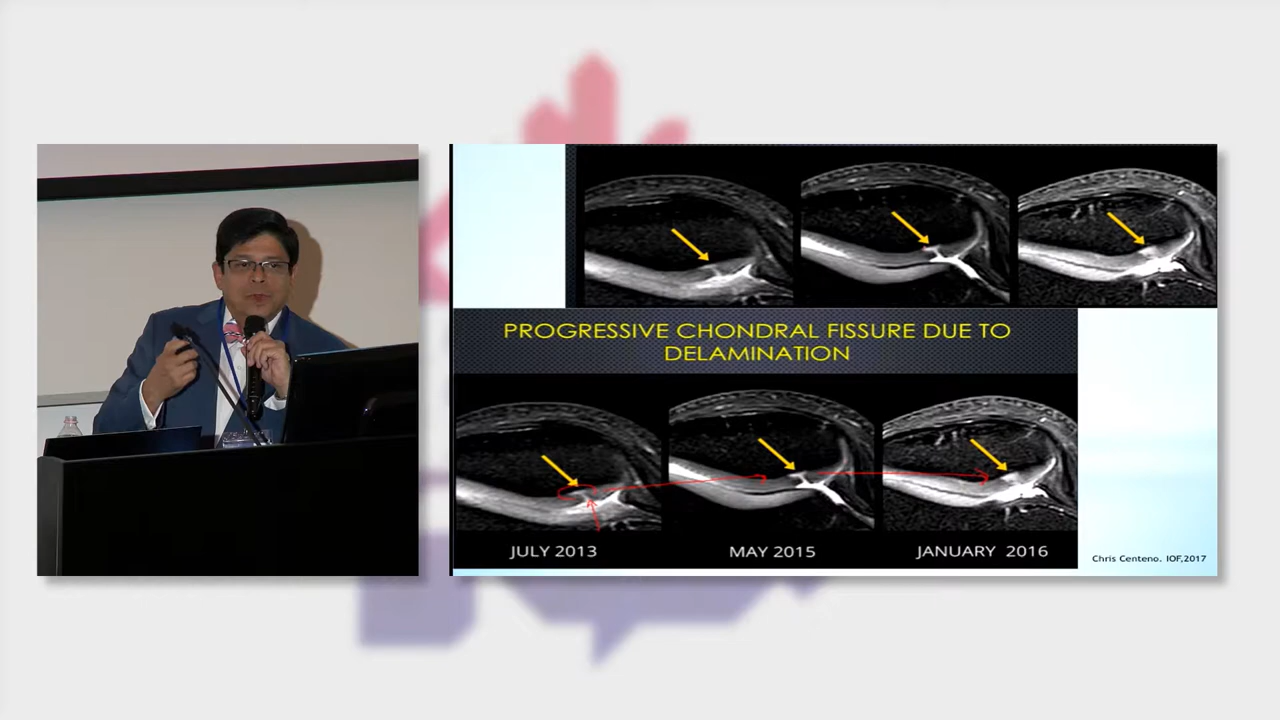 PROGRESSIVE CHONDRAL FISSURE DUE TO
DELAMINATION
JULY 2013
MAY 2015
JANUARY 2016
Chris Centeno. IOF,2017